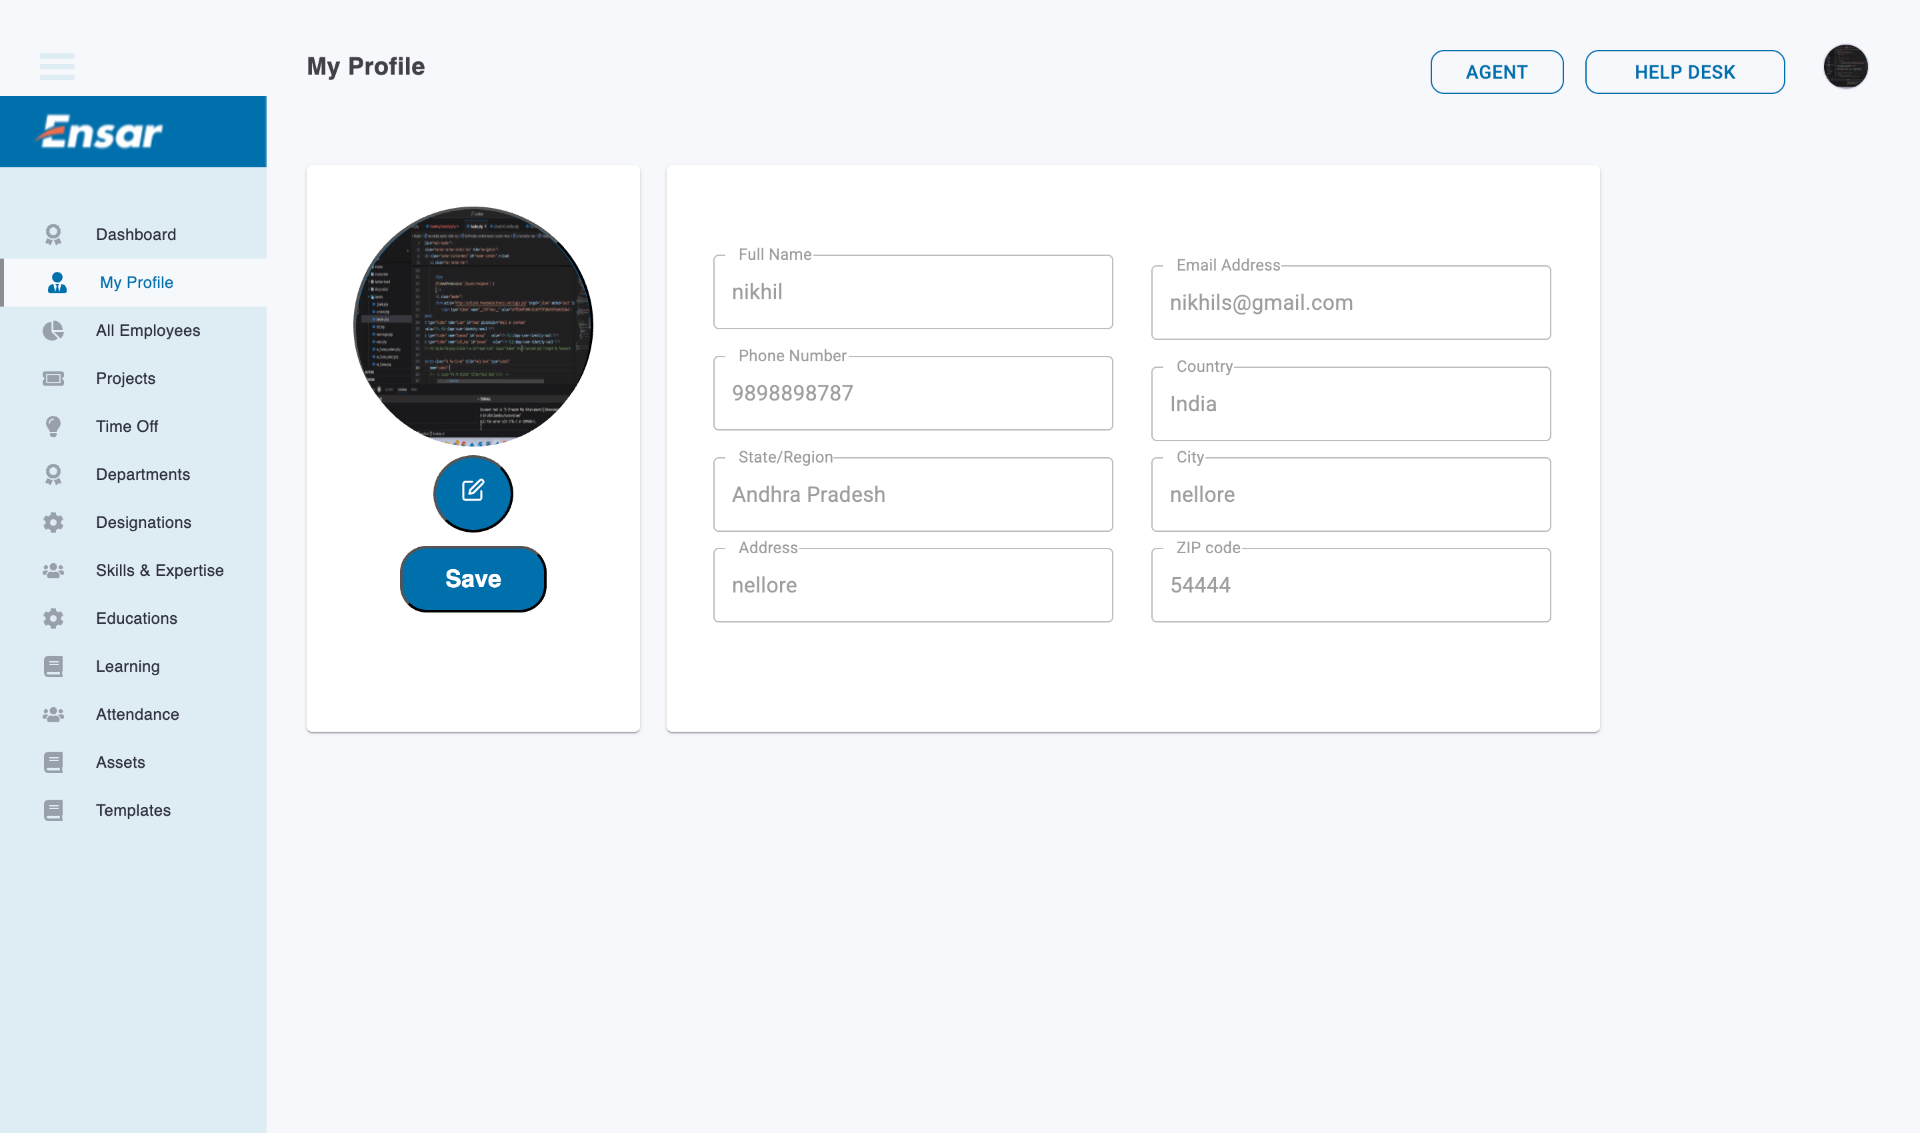 My Profile
AGENT
HELP DESK
Ensar
Dashboard
My Profile
All Employees
Projects
Time Off
Departments
Designations
Skills & Expertise
Educations
Learning
Attendance
Assets
Templates
Save
Full Name
nikhil
Email Address
nikhils@gmail.com
Phone Number
9898898787
Country
India
State/Region
Andhra Pradesh
City
nellore
Address
nellore
ZIP code
54444